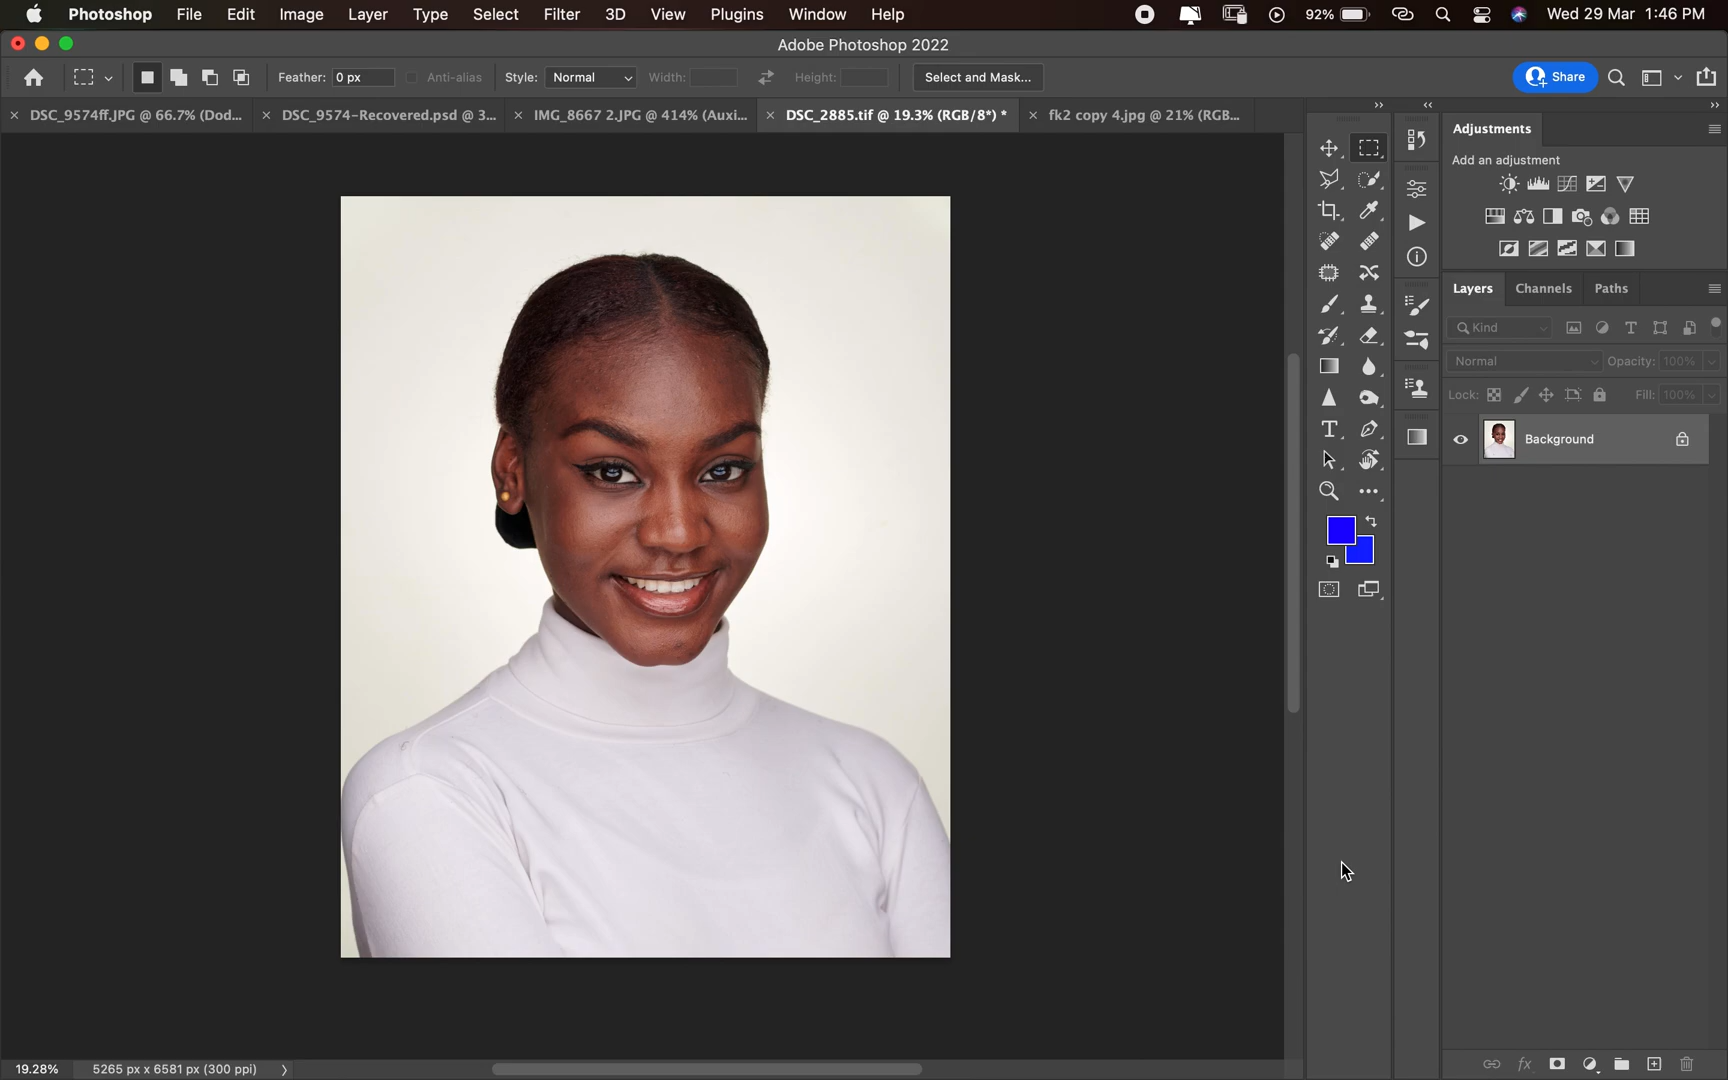 Photoshop File Edit Image Layer Type Select Filter 3D View Plugins Window Help 92% Wed 29 Mar 1:46 PM
Adobe Photoshop 2022
Feather: 0 px Anti-alias Style: Normal Width: Height: Select and Mask... Share
× DSC_9574ff.JPG @ 66.7% (Dod... × DSC_9574-Recovered.psd @ 3... × IMG_8667 2.JPG @ 414% (Auxi... × DSC_2885.tif @ 19.3% (RGB/8*) * × fk2 copy 4.jpg @ 21% (RGB...
Adjustments
Add an adjustment
Layers Channels Paths
Kind
Normal Opacity: 100%
Lock: Fill: 100%
Background
19.28% 5265 px x 6581 px (300 ppi)